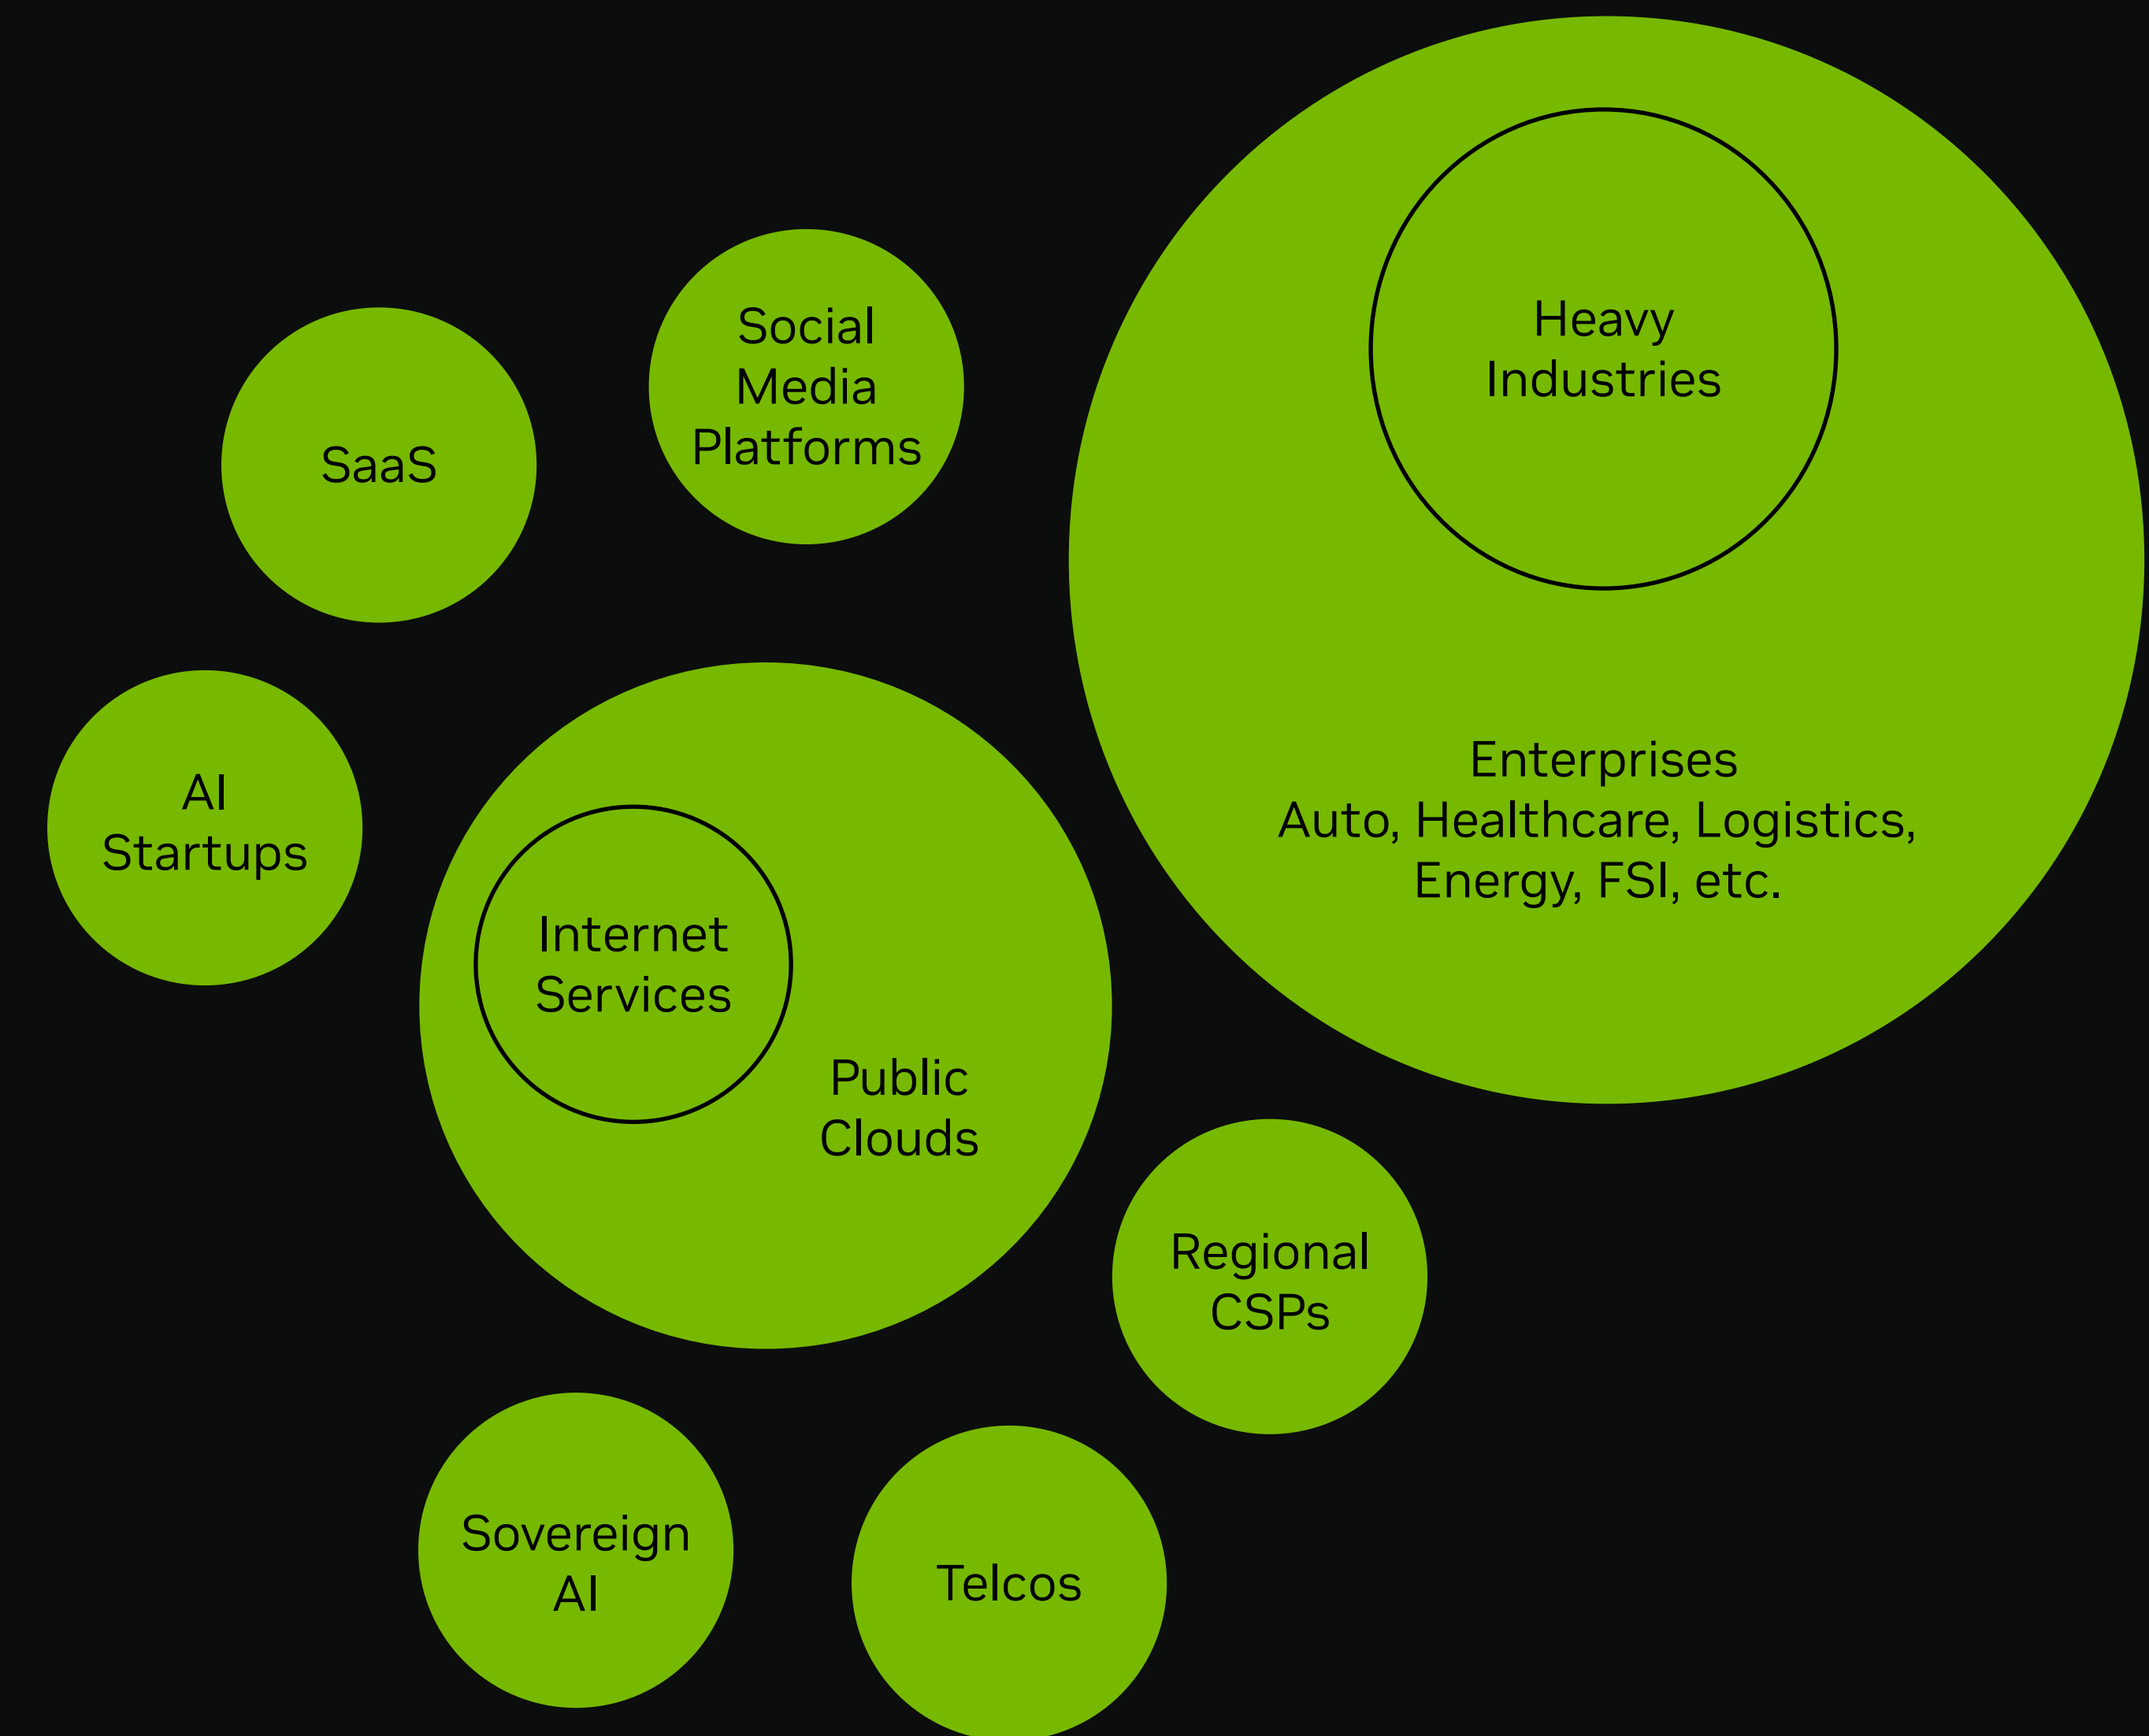 Social
Media
Platforms
SaaS
Heavy
Industries
AI
Startups
Enterprises
Auto, Healthcare, Logistics,
Energy, FSI, etc.
Internet
Services
Public
Clouds
Regional
CSPs
Sovereign
AI
Telcos